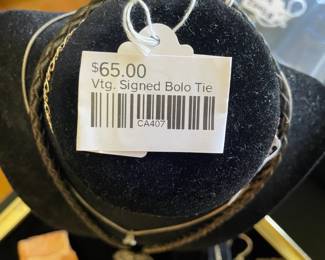 $65.00
Vtg. Signed Bolo Tie
CA407